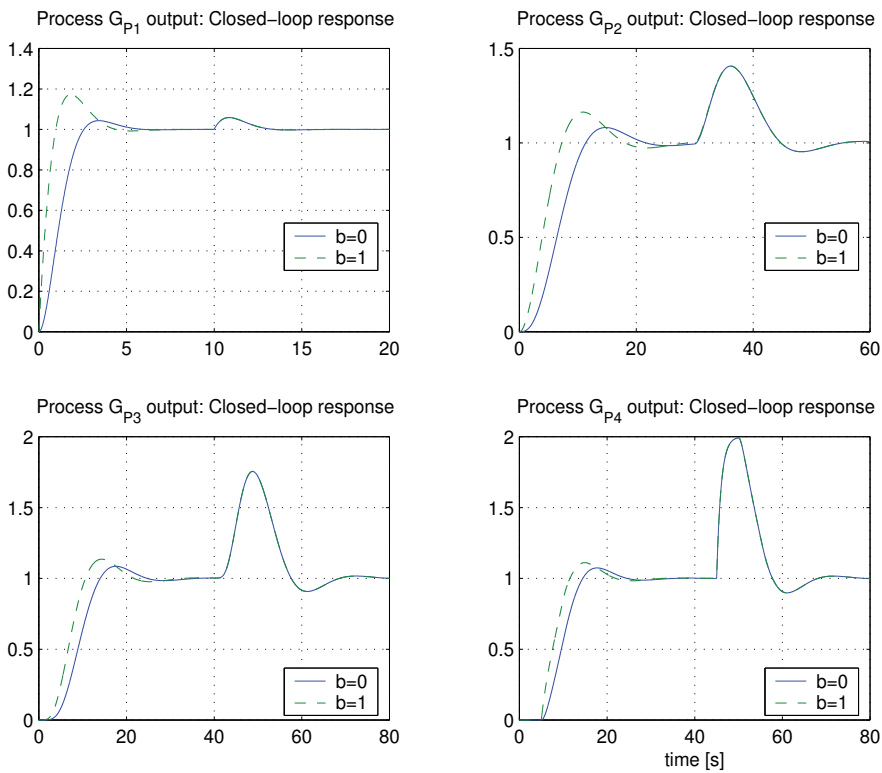 Process G_P1 output: Closed–loop response
1.4
1.2
1
0.8
0.6
0.4
0.2
0
0 5 10 15 20
b=0
b=1
Process G_P2 output: Closed–loop response
1.5
1
0.5
0
0 20 40 60
b=0
b=1
Process G_P3 output: Closed–loop response
2
1.5
1
0.5
0
0 20 40 60 80
b=0
b=1
Process G_P4 output: Closed–loop response
2
1.5
1
0.5
0
0 20 40 60 80
b=0
b=1
time [s]